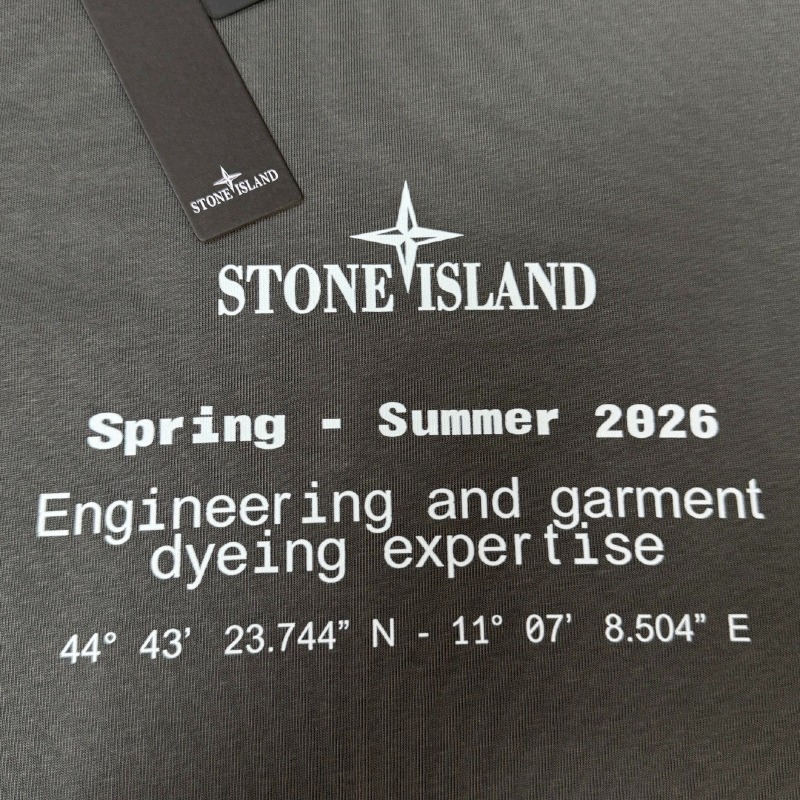 STONE ISLAND
STONE ISLAND
Spring - Summer 2026
Engineering and garment
dyeing expertise
44° 43’ 23.744” N - 11° 07’ 8.504” E